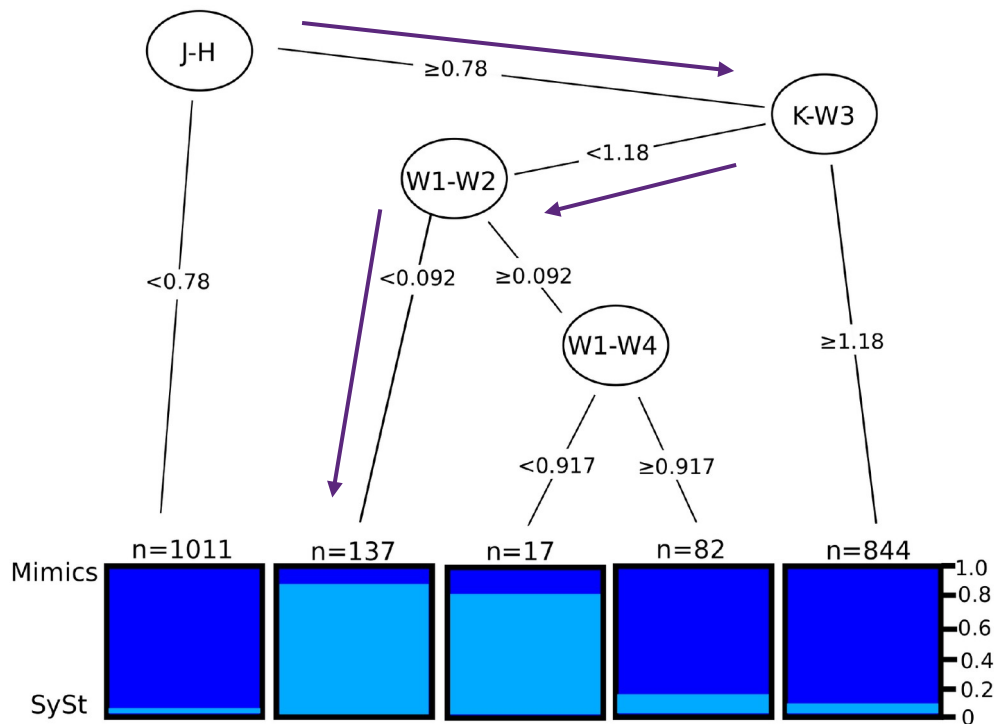 J-H
≥0.78
K-W3
<1.18
W1-W2
<0.78
<0.092
≥0.092
W1-W4
≥1.18
<0.917
≥0.917
n=1011
n=137
n=17
n=82
n=844
Mimics
SySt
1.0
0.8
0.6
0.4
0.2
0